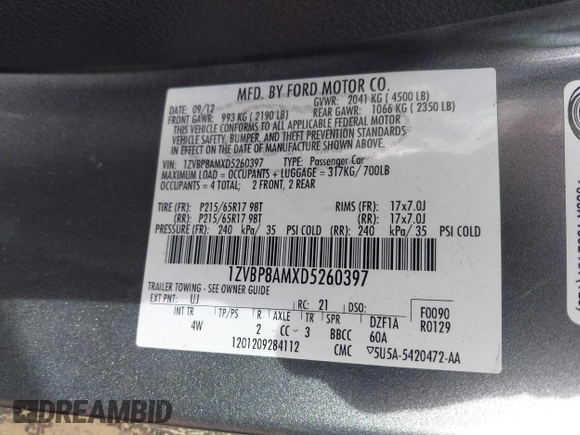 MFD. BY FORD MOTOR CO.
DATE: 09/12 GVWR: 2041 KG ( 4500 LB)
FRONT GAWR: 993 KG ( 2190 LB) REAR GAWR: 1066 KG ( 2350 LB)
THIS VEHICLE CONFORMS TO ALL APPLICABLE FEDERAL MOTOR
VEHICLE SAFETY, BUMPER, AND THEFT PREVENTION STANDARDS
IN EFFECT ON THE DATE OF MANUFACTURE SHOWN ABOVE.
VIN: 1ZVBP8AMXD5260397 TYPE: Passenger Car
MAXIMUM LOAD = OCCUPANTS + LUGGAGE = 317KG/ 700LB
OCCUPANTS = 4 TOTAL; 2 FRONT, 2 REAR
TIRE (FR): P215/65R17 98T RIMS (FR): 17x7.0J
(RR): P215/65R17 98T (RR): 17x7.0J
PRESSURE (FR): 240 kPa/ 35 PSI COLD (RR): 240 kPa/ 35 PSI COLD
1ZVBP8AMXD5260397
TRAILER TOWING - SEE OWNER GUIDE
EXT PNT: UJ RC: 21 DSO: F0090
INT TR TP/PS R AXLE TR SPR DZF1A R0129
4W 2 CC 3 BBCC 60A
1201209284112 CMC ▽5U5A-5420472-AA
DREAMBID